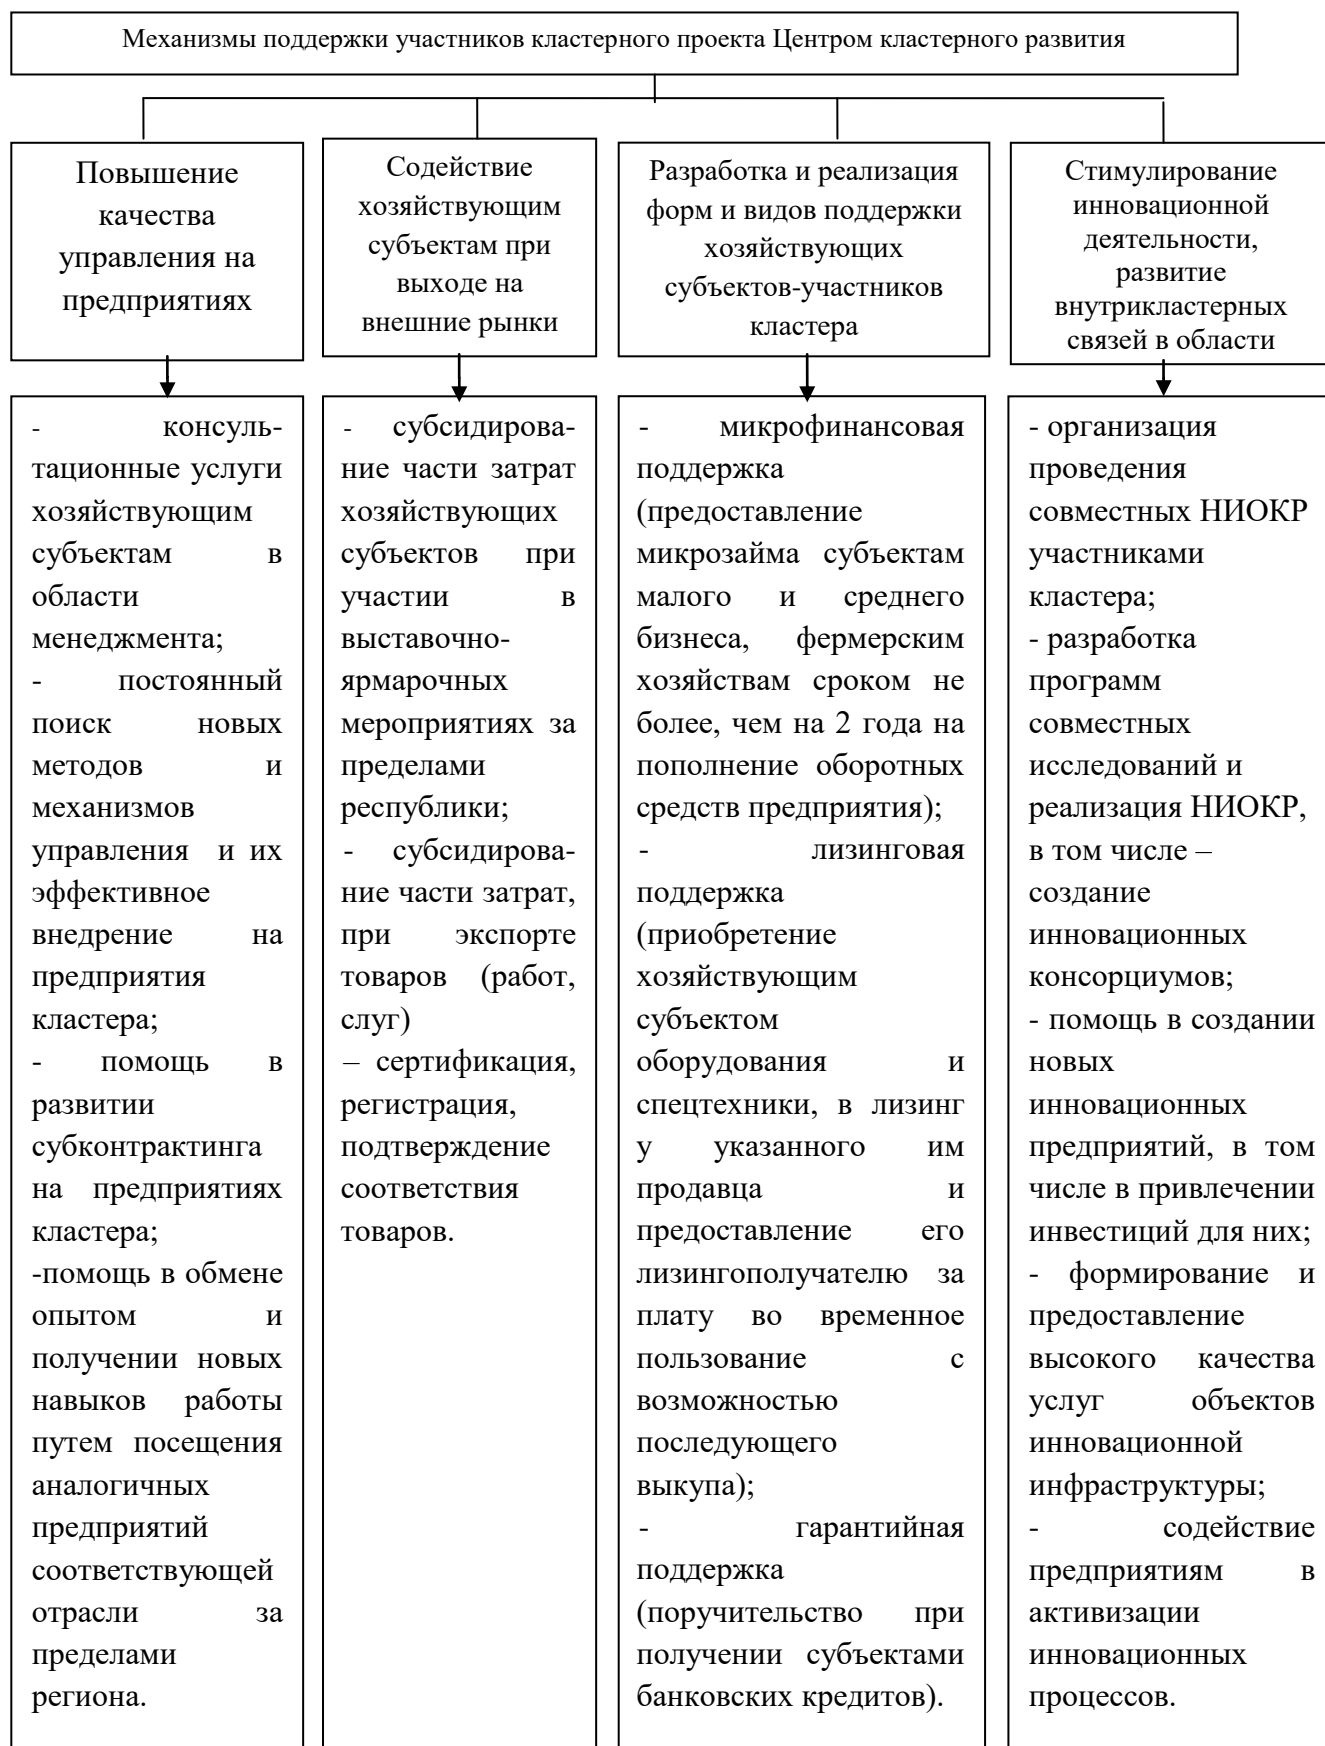 Механизмы поддержки участников кластерного проекта Центром кластерного развития
Повышение
качества
управления на
предприятиях
Содействие
хозяйствующим
субъектам при
выходе на
внешние рынки
Разработка и реализация
форм и видов поддержки
хозяйствующих
субъектов-участников
кластера
Стимулирование
инновационной
деятельности,
развитие
внутрикластерных
связей в области
- консуль-
тационные услуги
хозяйствующим
субъектам в
области
менеджмента;
- постоянный
поиск новых
методов и
механизмов
управления и их
эффективное
внедрение на
предприятия
кластера;
- помощь в
развитии
субконтрактинга
на предприятиях
кластера;
-помощь в обмене
опытом и
получении новых
навыков работы
путем посещения
аналогичных
предприятий
соответствующей
отрасли за
пределами
региона.
- субсидирова-
ние части затрат
хозяйствующих
субъектов при
участии в
выставочно-
ярмарочных
мероприятиях за
пределами
республики;
- субсидирова-
ние части затрат,
при экспорте
товаров (работ,
слуг)
– сертификация,
регистрация,
подтверждение
соответствия
товаров.
- микрофинансовая
поддержка
(предоставление
микрозайма субъектам
малого и среднего
бизнеса, фермерским
хозяйствам сроком не
более, чем на 2 года на
пополнение оборотных
средств предприятия);
- лизинговая
поддержка
(приобретение
хозяйствующим
субъектом
оборудования и
спецтехники, в лизинг
у указанного им
продавца и
предоставление его
лизингополучателю за
плату во временное
пользование с
возможностью
последующего
выкупа);
- гарантийная
поддержка
(поручительство при
получении субъектами
банковских кредитов).
- организация
проведения
совместных НИОКР
участниками
кластера;
- разработка
программ
совместных
исследований и
реализация НИОКР,
в том числе –
создание
инновационных
консорциумов;
- помощь в создании
новых
инновационных
предприятий, в том
числе в привлечении
инвестиций для них;
- формирование и
предоставление
высокого качества
услуг объектов
инновационной
инфраструктуры;
- содействие
предприятиям в
активизации
инновационных
процессов.